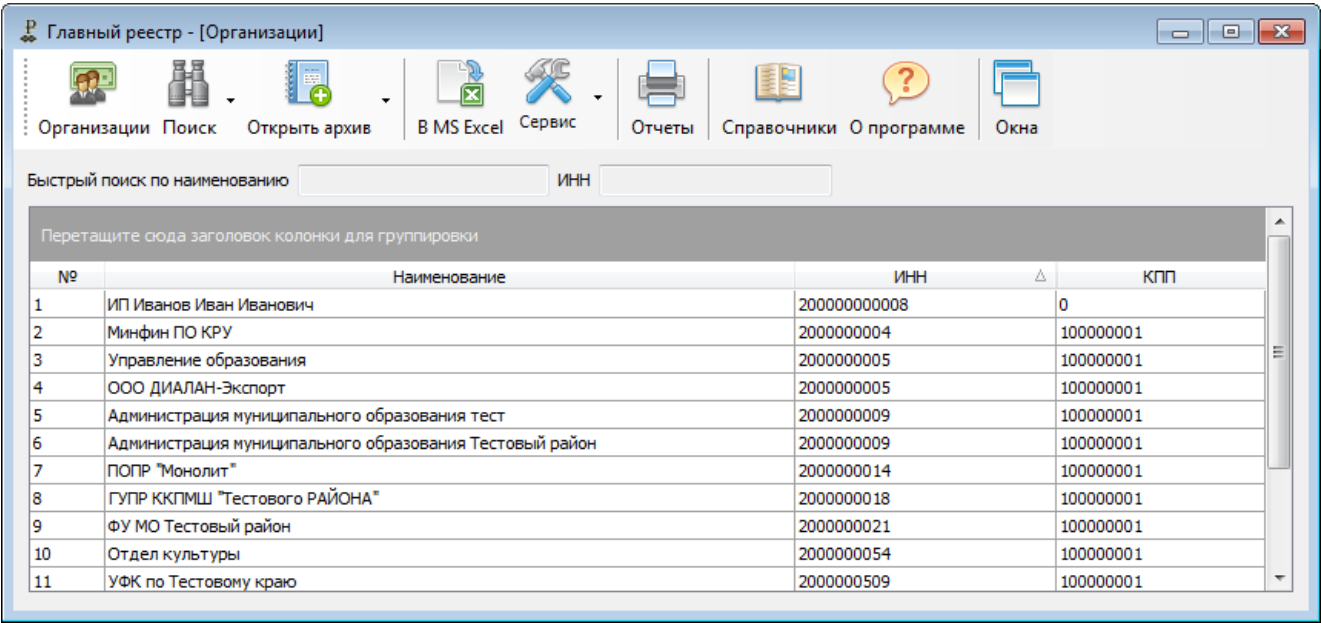 Главный реестр - [Организации]
Организации Поиск Открыть архив В MS Excel Сервис Отчеты Справочники О программе Окна
Быстрый поиск по наименованию ИНН
Перетащите сюда заголовок колонки для группировки
№ Наименование ИНН КПП
1 ИП Иванов Иван Иванович 200000000008 0
2 Минфин ПО КРУ 2000000004 100000001
3 Управление образования 2000000005 100000001
4 ООО ДИАЛАН-Экспорт 2000000005 100000001
5 Администрация муниципального образования тест 2000000009 100000001
6 Администрация муниципального образования Тестовый район 2000000009 100000001
7 ПОПР "Монолит" 2000000014 100000001
8 ГУПР ККПМШ "Тестового РАЙОНА" 2000000018 100000001
9 ФУ МО Тестовый район 2000000021 100000001
10 Отдел культуры 2000000054 100000001
11 УФК по Тестовому краю 2000000509 100000001